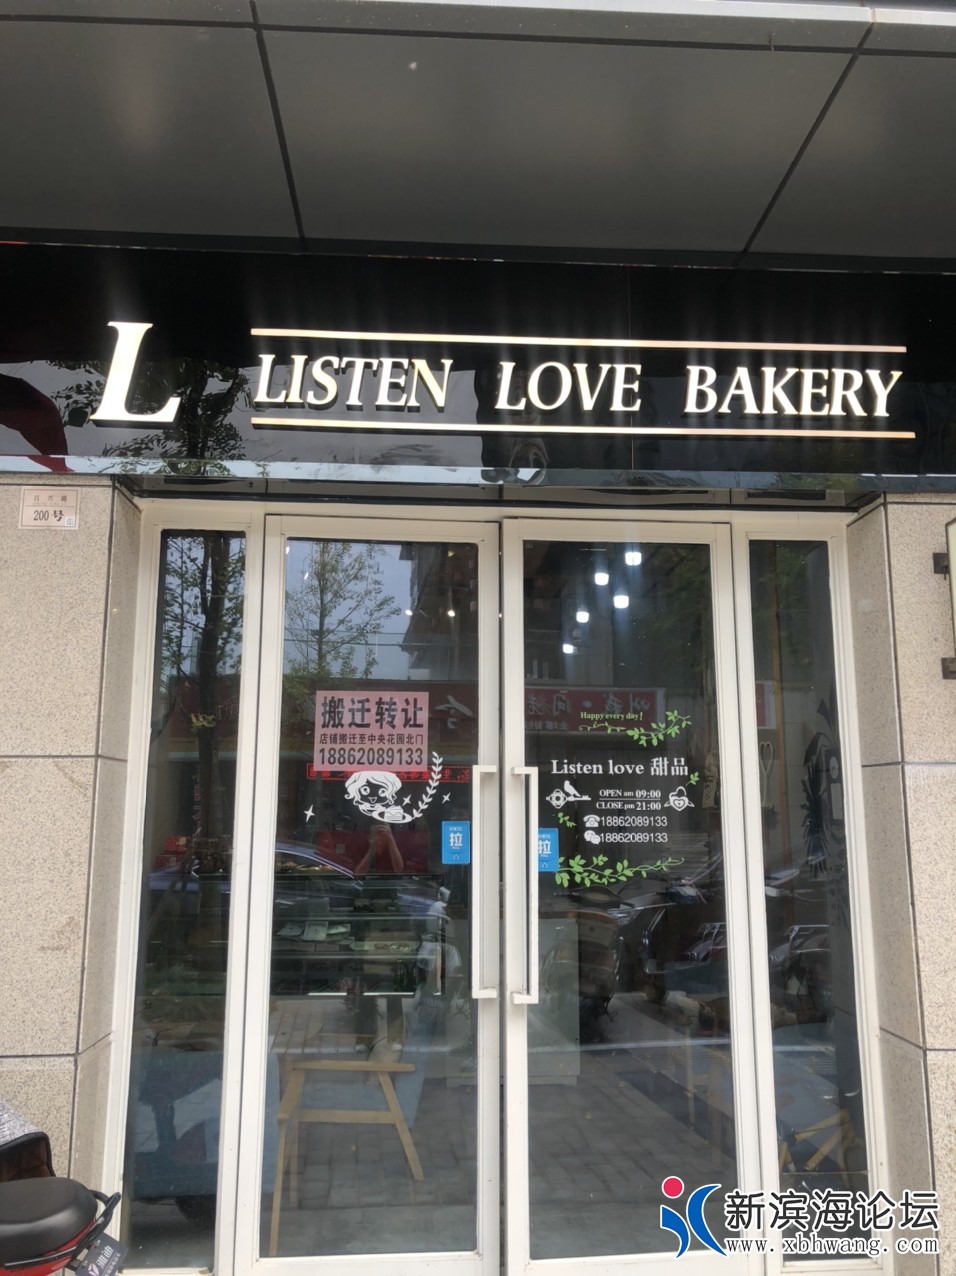 L
LISTEN LOVE BAKERY
200号
搬迁转让
店铺搬迁至中央花园北门
18862089133
拉
Happy every day!
Listen love 甜品
OPEN am 09:00
CLOSE pm 21:00
18862089133
18862089133
拉
新滨海论坛
www.xbhwang.com